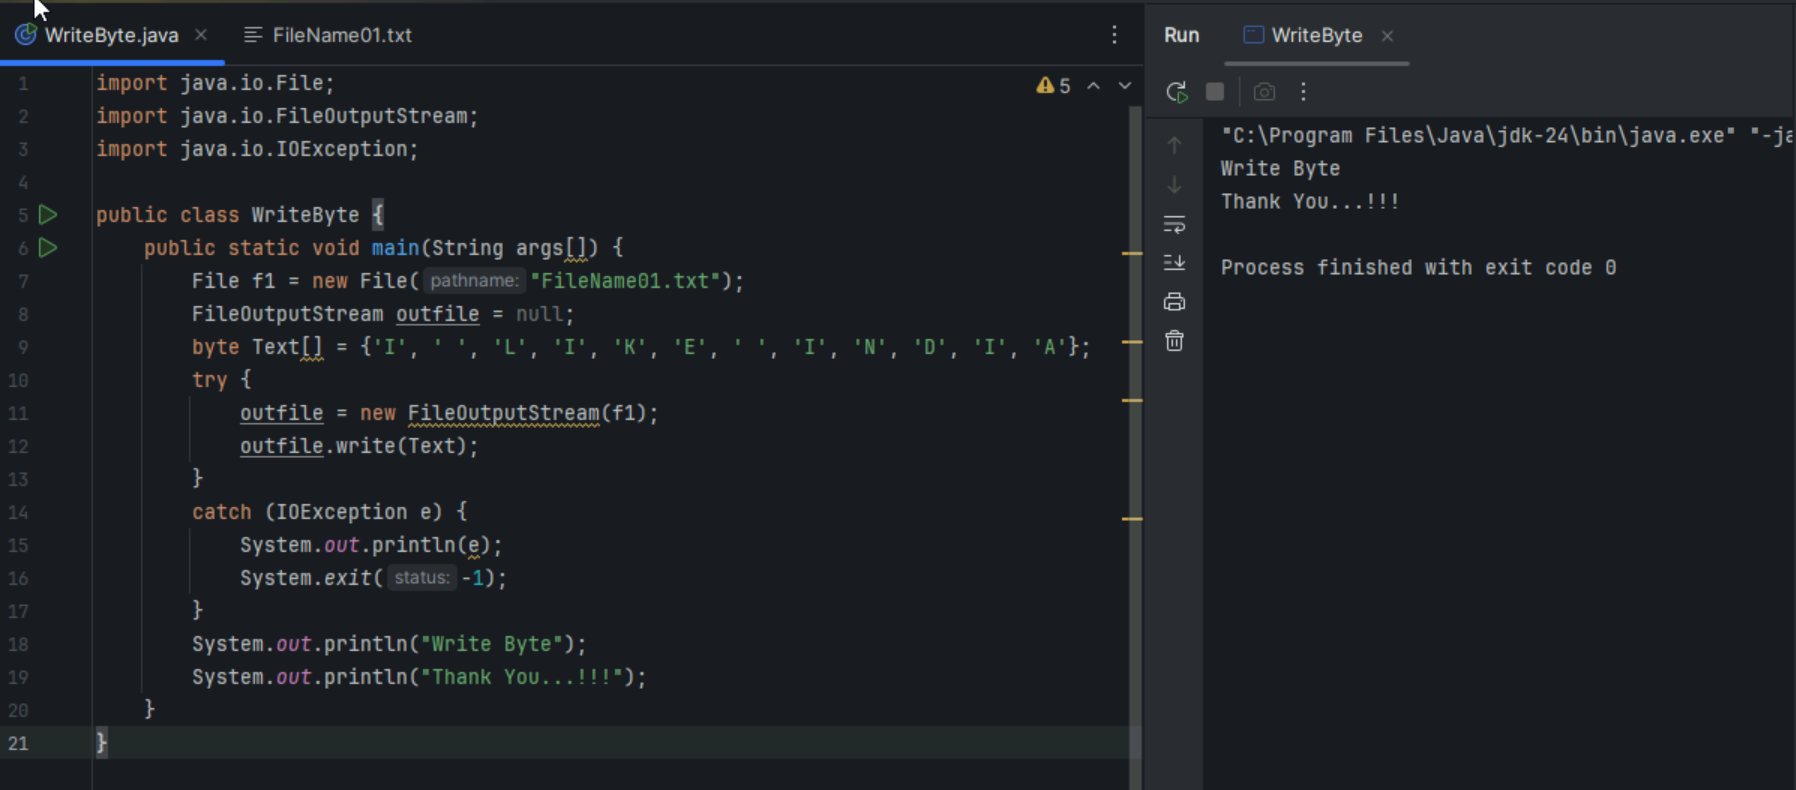 WriteByte.java
FileName01.txt
5
1 import java.io.File;
2 import java.io.FileOutputStream;
3 import java.io.IOException;
4
5 public class WriteByte {
6 public static void main(String args[]) {
7 File f1 = new File( pathname: "FileName01.txt");
8 FileOutputStream outfile = null;
9 byte Text[] = {'I', ' ', 'L', 'I', 'K', 'E', ' ', 'I', 'N', 'D', 'I', 'A'};
10 try {
11 outfile = new FileOutputStream(f1);
12 outfile.write(Text);
13 }
14 catch (IOException e) {
15 System.out.println(e);
16 System.exit( status: -1);
17 }
18 System.out.println("Write Byte");
19 System.out.println("Thank You...!!!");
20 }
21 }
Run
WriteByte
"C:\Program Files\Java\jdk-24\bin\java.exe" "-ja
Write Byte
Thank You...!!!
Process finished with exit code 0